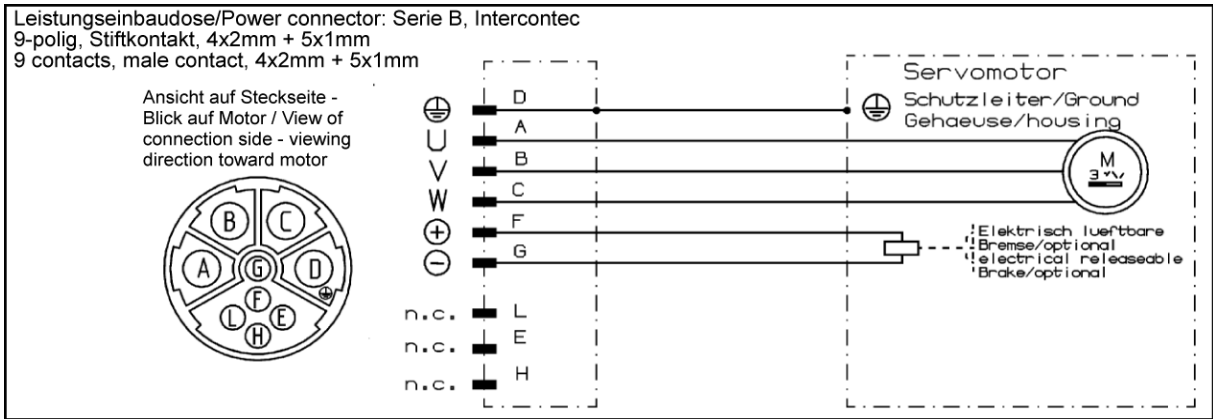 Leistungseinbaudose/Power connector: Serie B, Intercontec
9-polig, Stiftkontakt, 4x2mm + 5x1mm
9 contacts, male contact, 4x2mm + 5x1mm
Ansicht auf Steckseite -
Blick auf Motor / View of
connection side - viewing
direction toward motor
B C
A G D
F
L E
H
D
U A
V B
W C
+ F
- G
n.c. L
n.c. E
n.c. H
Servomotor
Schutzleiter/Ground
Gehaeuse/housing
M
3~
Elektrisch lueftbare
Bremse/optional
electrical releaseable
Brake/optional